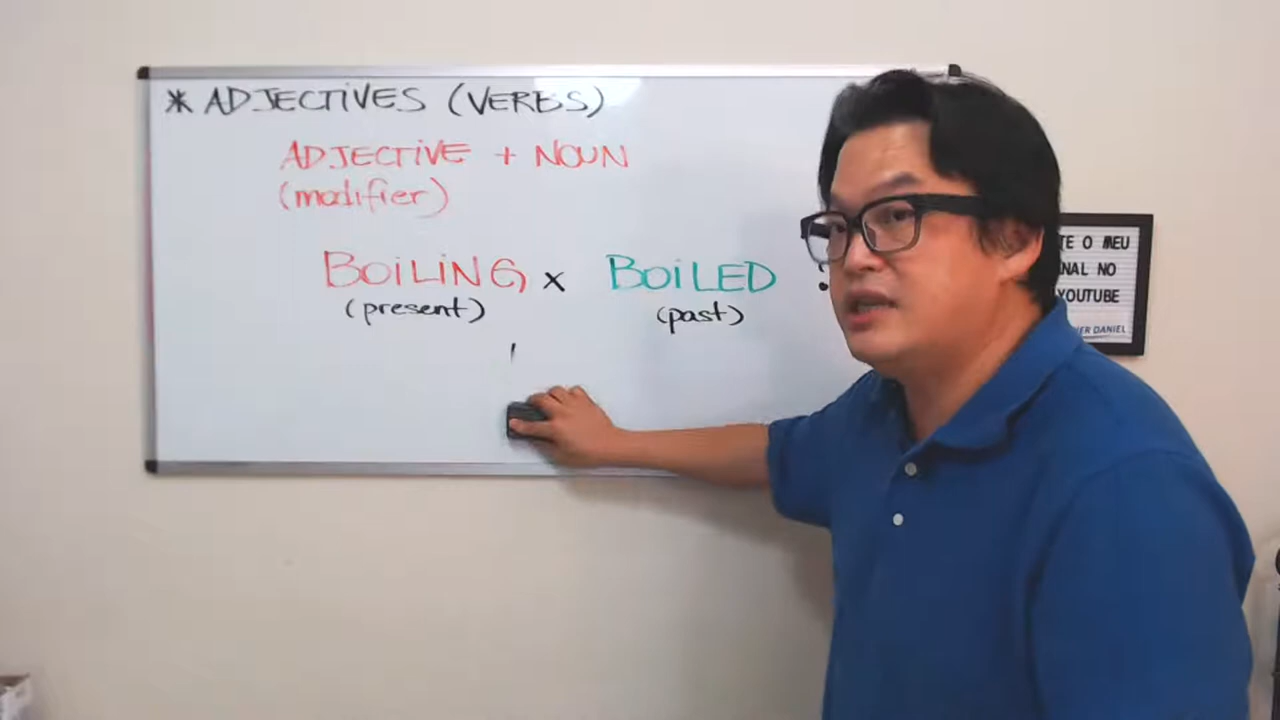 * ADJECTIVES (VERBS)
ADJECTIVE + NOUN
(modifier)
BOiLiNG x BOiLED :
(present) (past)
TE O MEU
NAL NO
YOUTUBE
ER DANIEL